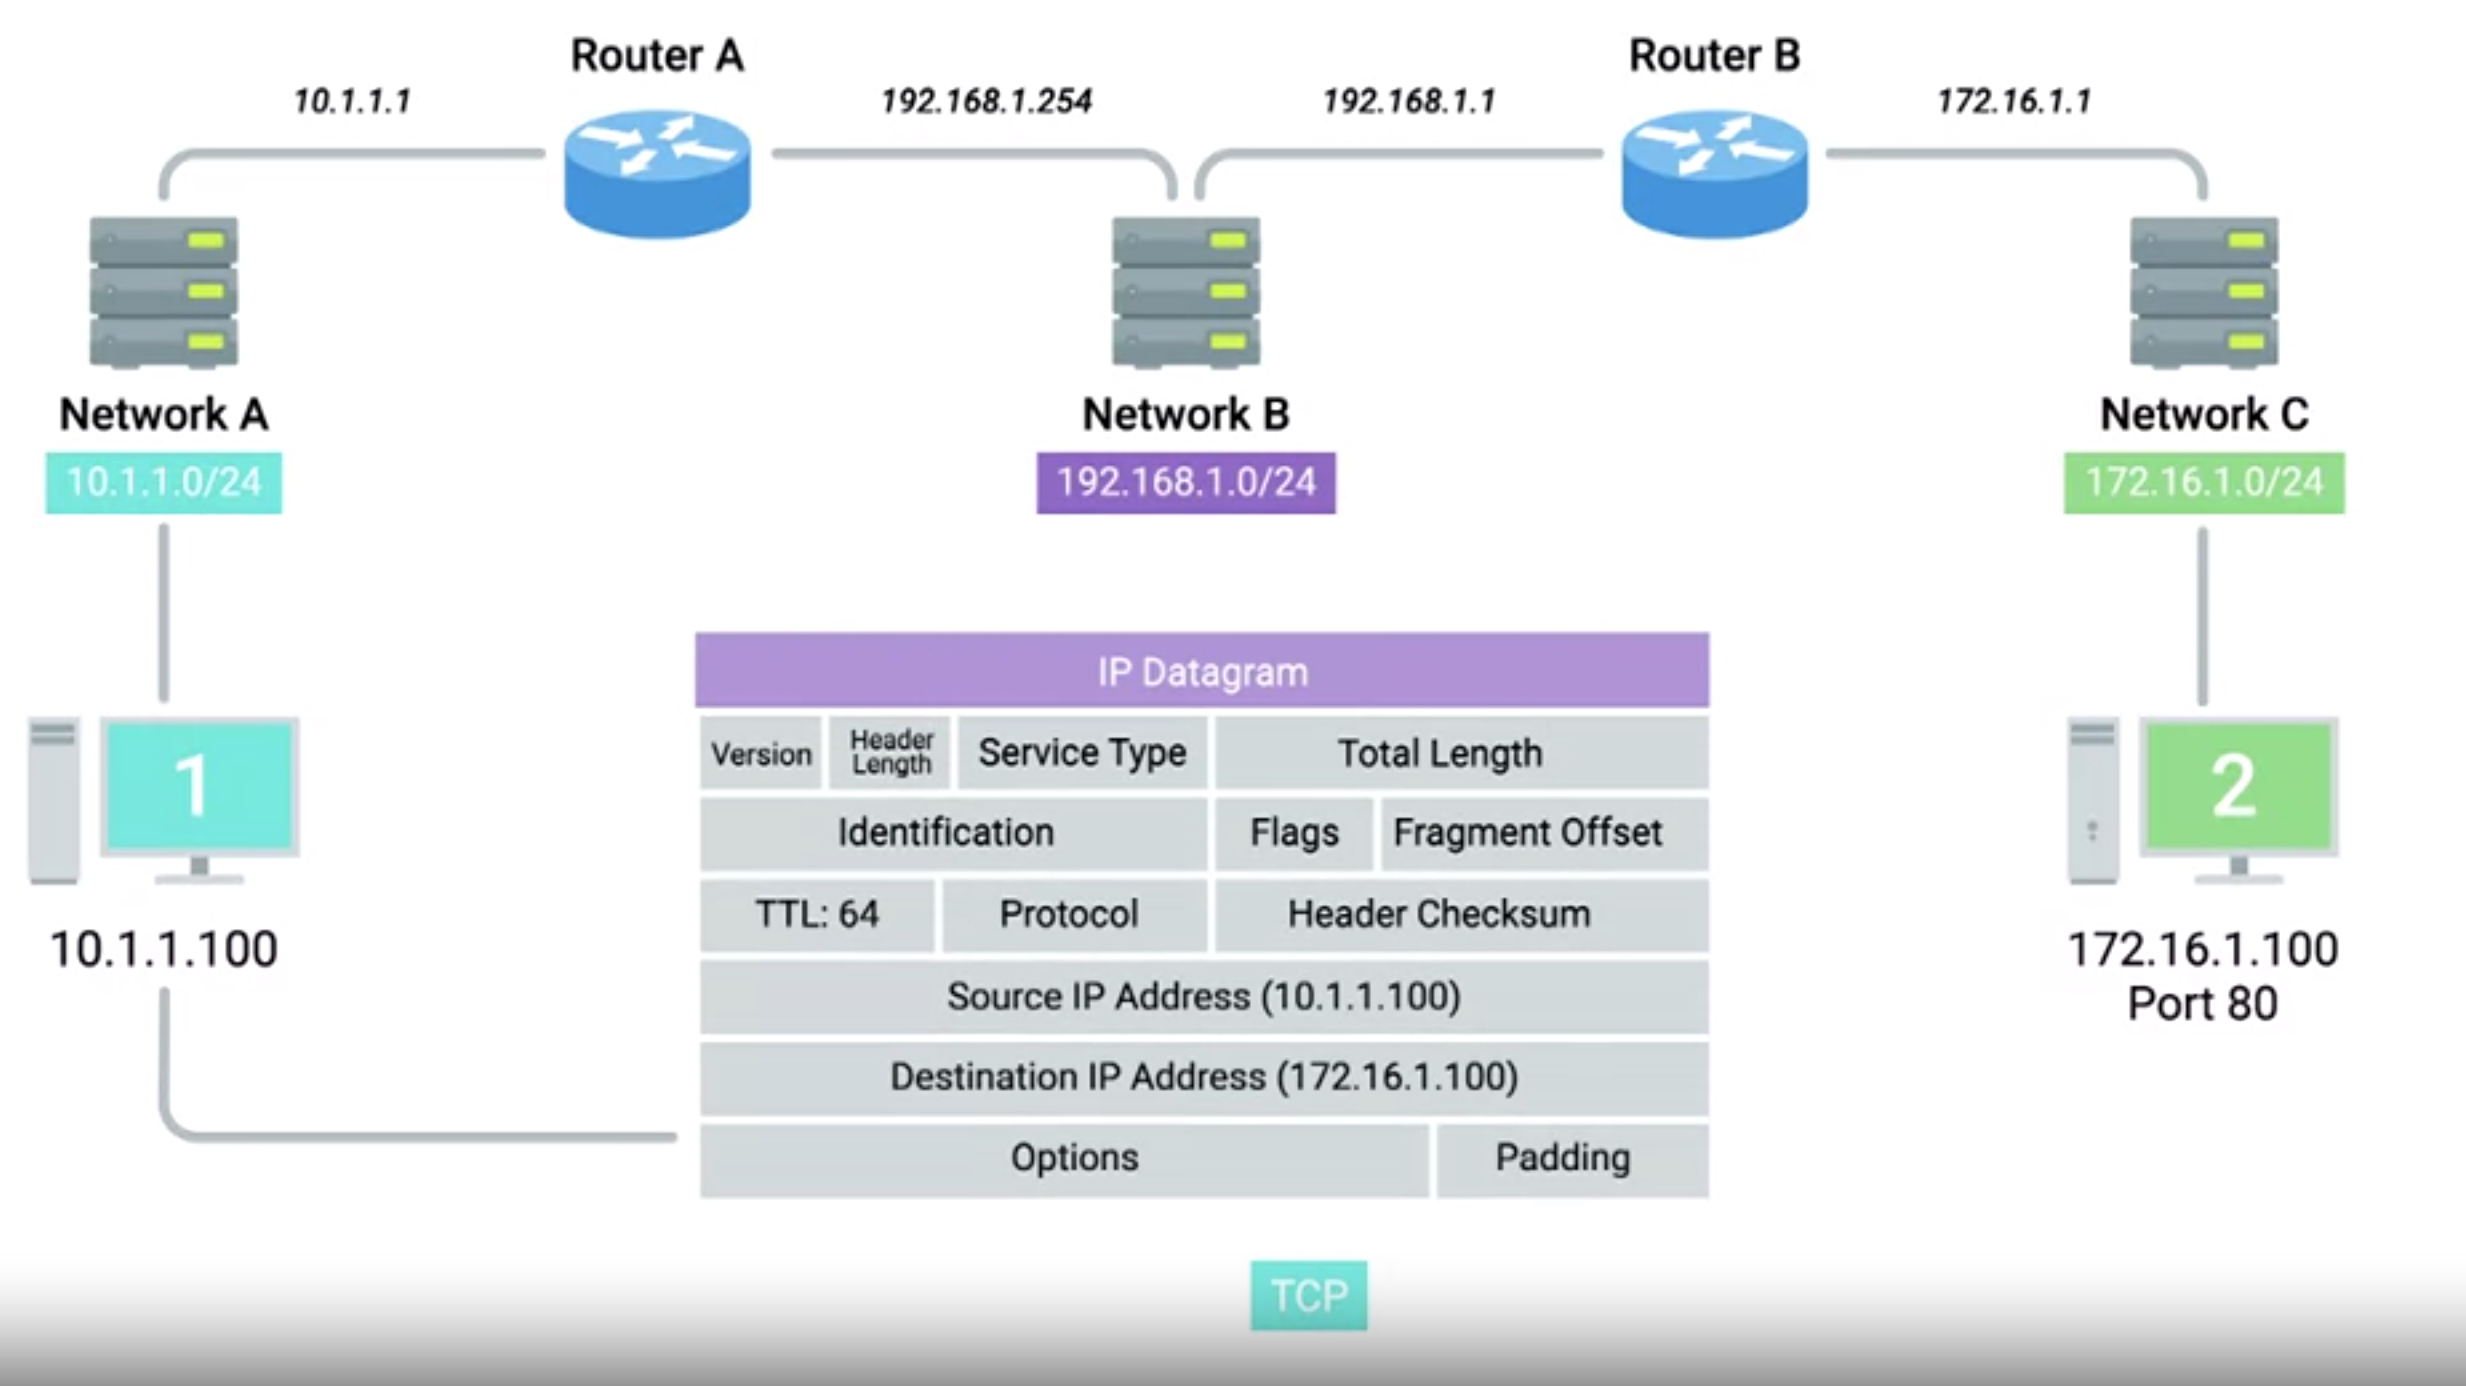 Router A
Router B
10.1.1.1
192.168.1.254
192.168.1.1
172.16.1.1
Network A
Network B
Network C
10.1.1.0/24
192.168.1.0/24
172.16.1.0/24
IP Datagram
Version
Header
Length
Service Type
Total Length
Identification
Flags
Fragment Offset
TTL: 64
Protocol
Header Checksum
Source IP Address (10.1.1.100)
Destination IP Address (172.16.1.100)
Options
Padding
1
10.1.1.100
2
172.16.1.100
Port 80
TCP